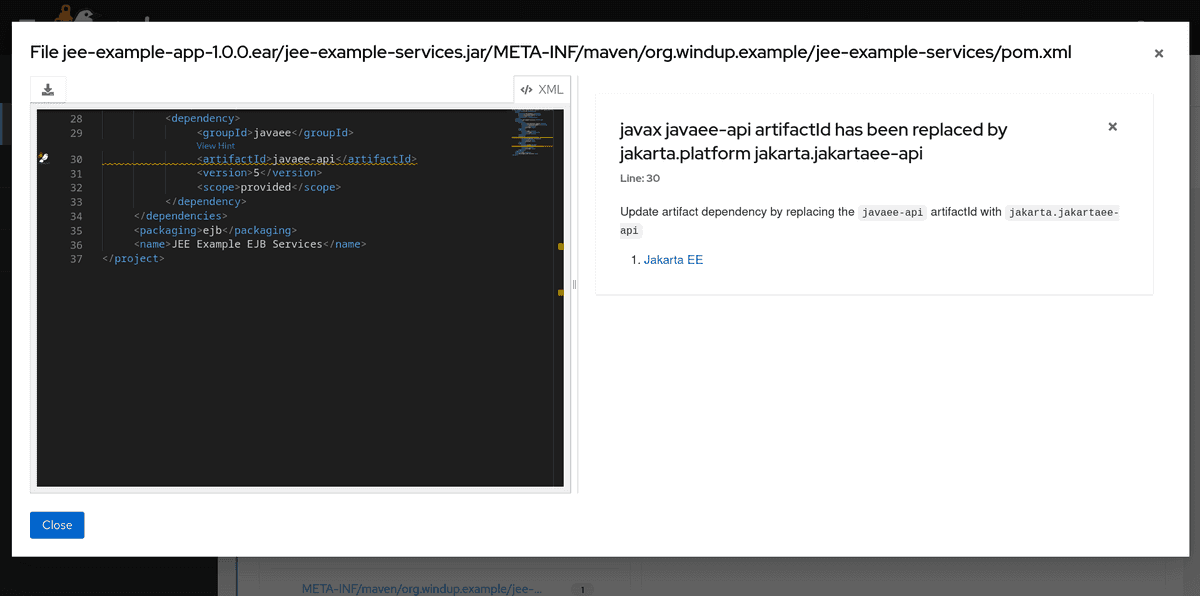 File jee-example-app-1.0.0.ear/jee-example-services.jar/META-INF/maven/org.windup.example/jee-example-services/pom.xml
XML
28 <dependency>
29 <groupId>javaee</groupId>
View Hint
30 <artifactId>javaee-api</artifactId>
31 <version>5</version>
32 <scope>provided</scope>
33 </dependency>
34 </dependencies>
35 <packaging>ejb</packaging>
36 <name>JEE Example EJB Services</name>
37 </project>
javax javaee-api artifactId has been replaced by
jakarta.platform jakarta.jakartaee-api
Line: 30
Update artifact dependency by replacing the javaee-api artifactId with jakarta.jakartaee-
api
1. Jakarta EE
Close
META-INF/maven/org.windup.example/jee-... 1